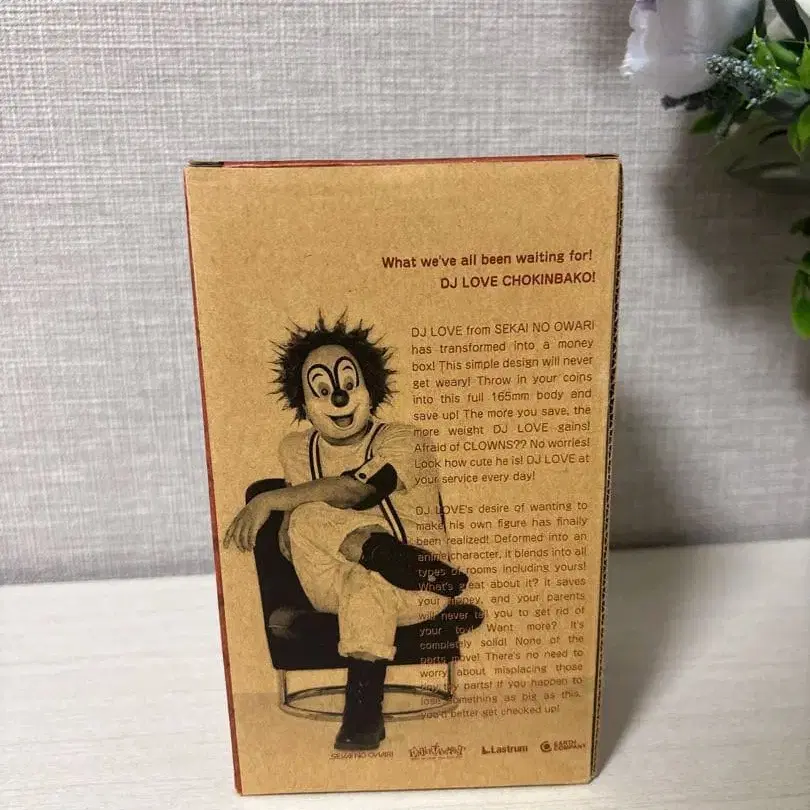 What we've all been waiting for!
DJ LOVE CHOKINBAKO!
DJ LOVE from SEKAI NO OWARI
has transformed into a money
box! This simple design will never
get weary! Throw in your coins
into this full 165mm body and
save up! The more you save, the
more weight DJ LOVE gains!
Afraid of CLOWNS?? No worries!
Look how cute he is! DJ LOVE at
your service every day!
DJ LOVE's desire of wanting to
make his own figure has finally
been realized! Deformed into an
anime character, it blends into all
types of rooms including yours!
What's great about it? It saves
your money, and your parents
will never tell you to get rid of
your toy! Want more? It's
completely solid! None of the
parts move! There's no need to
worry about misplacing those
tiny toy parts! If you happen to
lose something as big as this,
you'd better get checked up!
SEKAI NO OWARI
Lastrum
EARTH
COMPANY